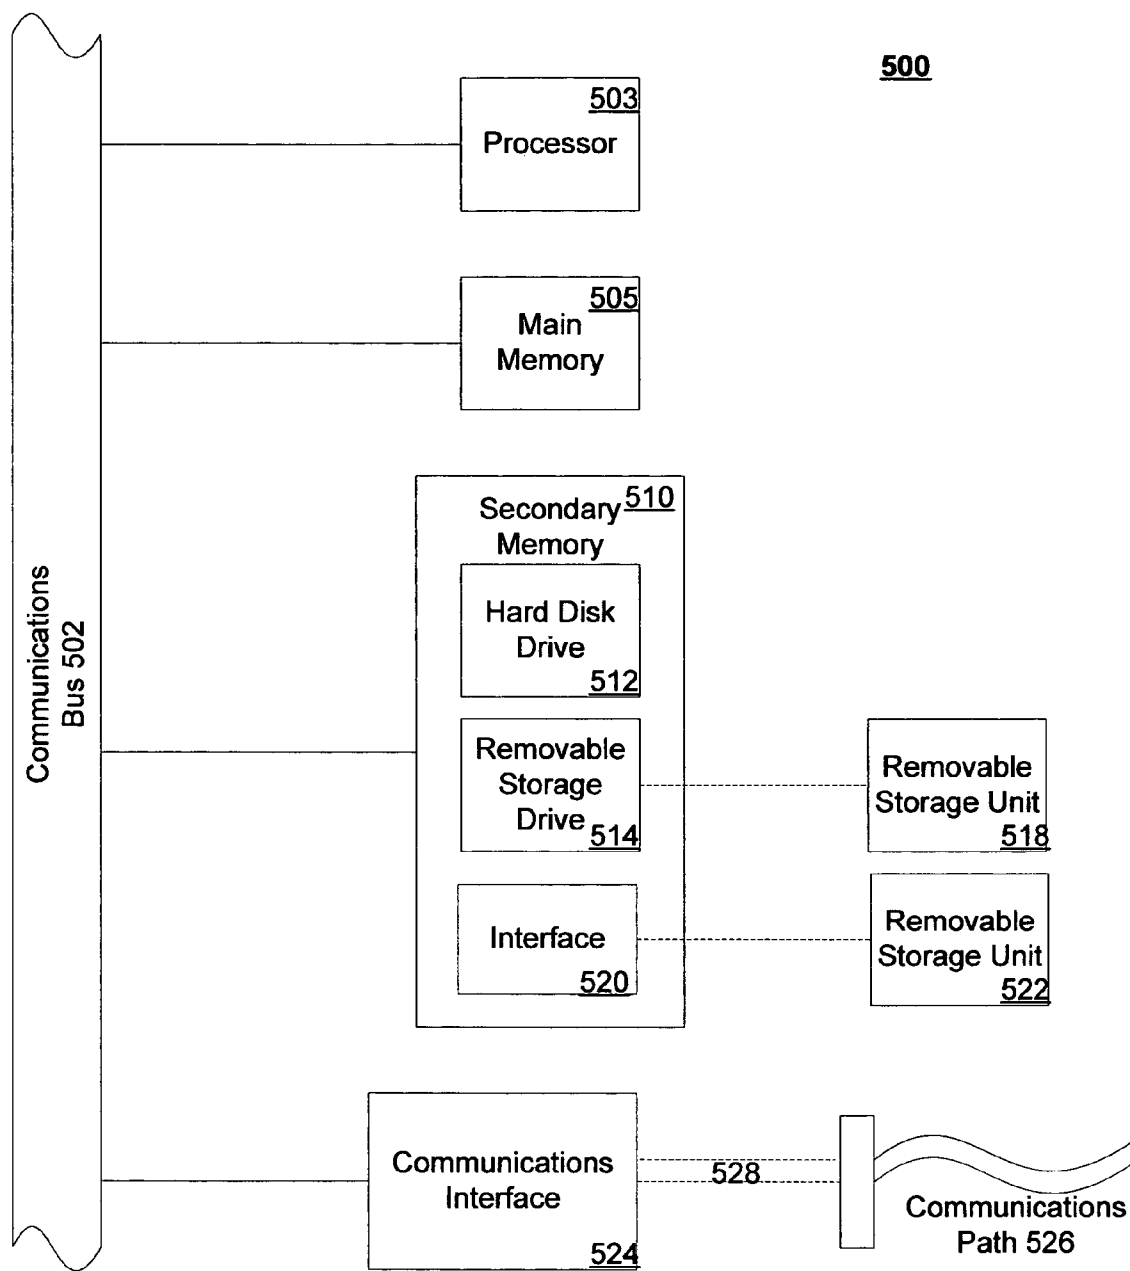 500
503
Processor
505
Main
Memory
510
Secondary
Memory
Hard Disk
Drive
512
Removable
Storage
Drive
514
Removable
Storage Unit
518
Interface
520
Removable
Storage Unit
522
Communications
Bus 502
Communications
Interface
524
528
Communications
Path 526